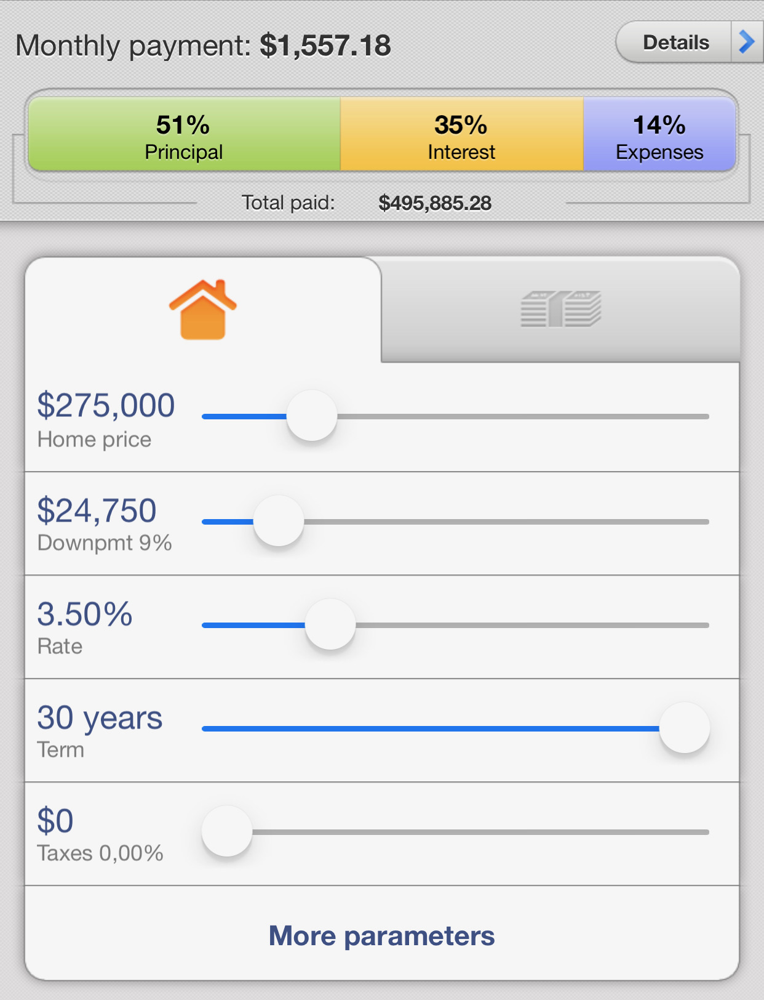 Monthly payment: $1,557.18
Details
51%
Principal
35%
Interest
14%
Expenses
Total paid: $495,885.28
$275,000
Home price
$24,750
Downpmt 9%
3.50%
Rate
30 years
Term
$0
Taxes 0,00%
More parameters